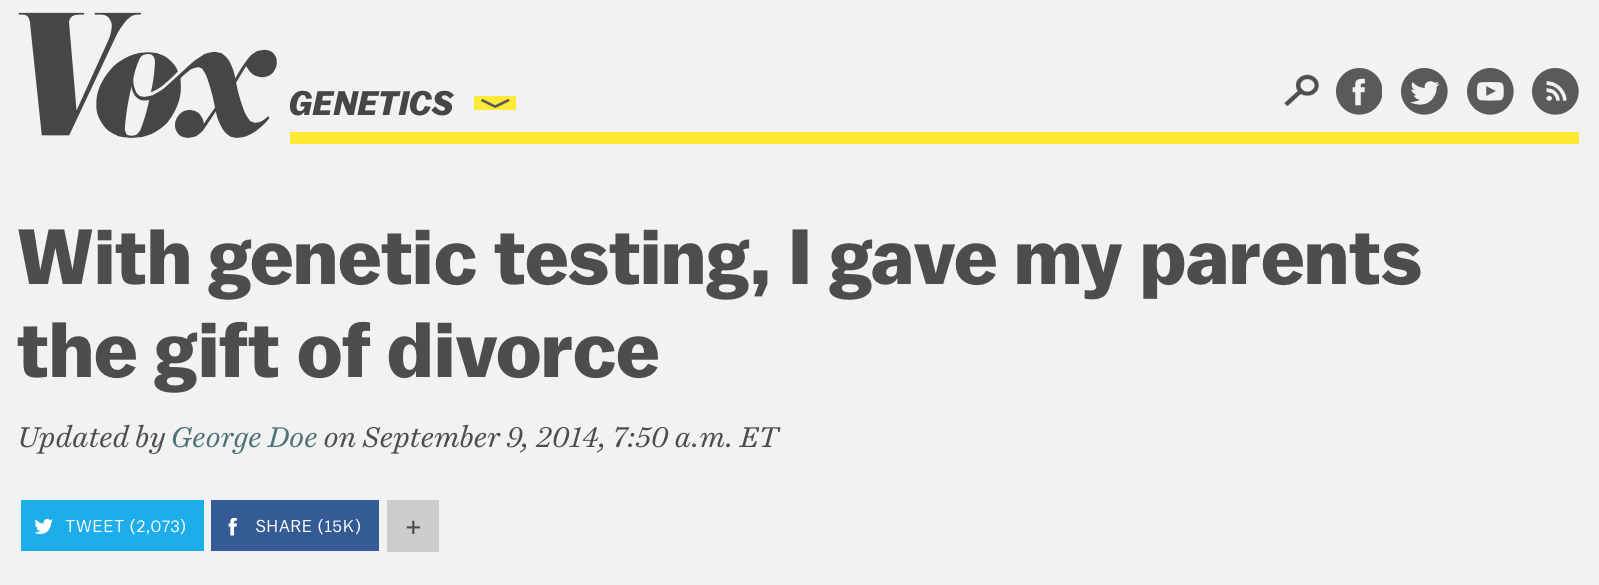 Vox
GENETICS
With genetic testing, I gave my parents
the gift of divorce
Updated by George Doe on September 9, 2014, 7:50 a.m. ET
TWEET (2,073) SHARE (15K) +